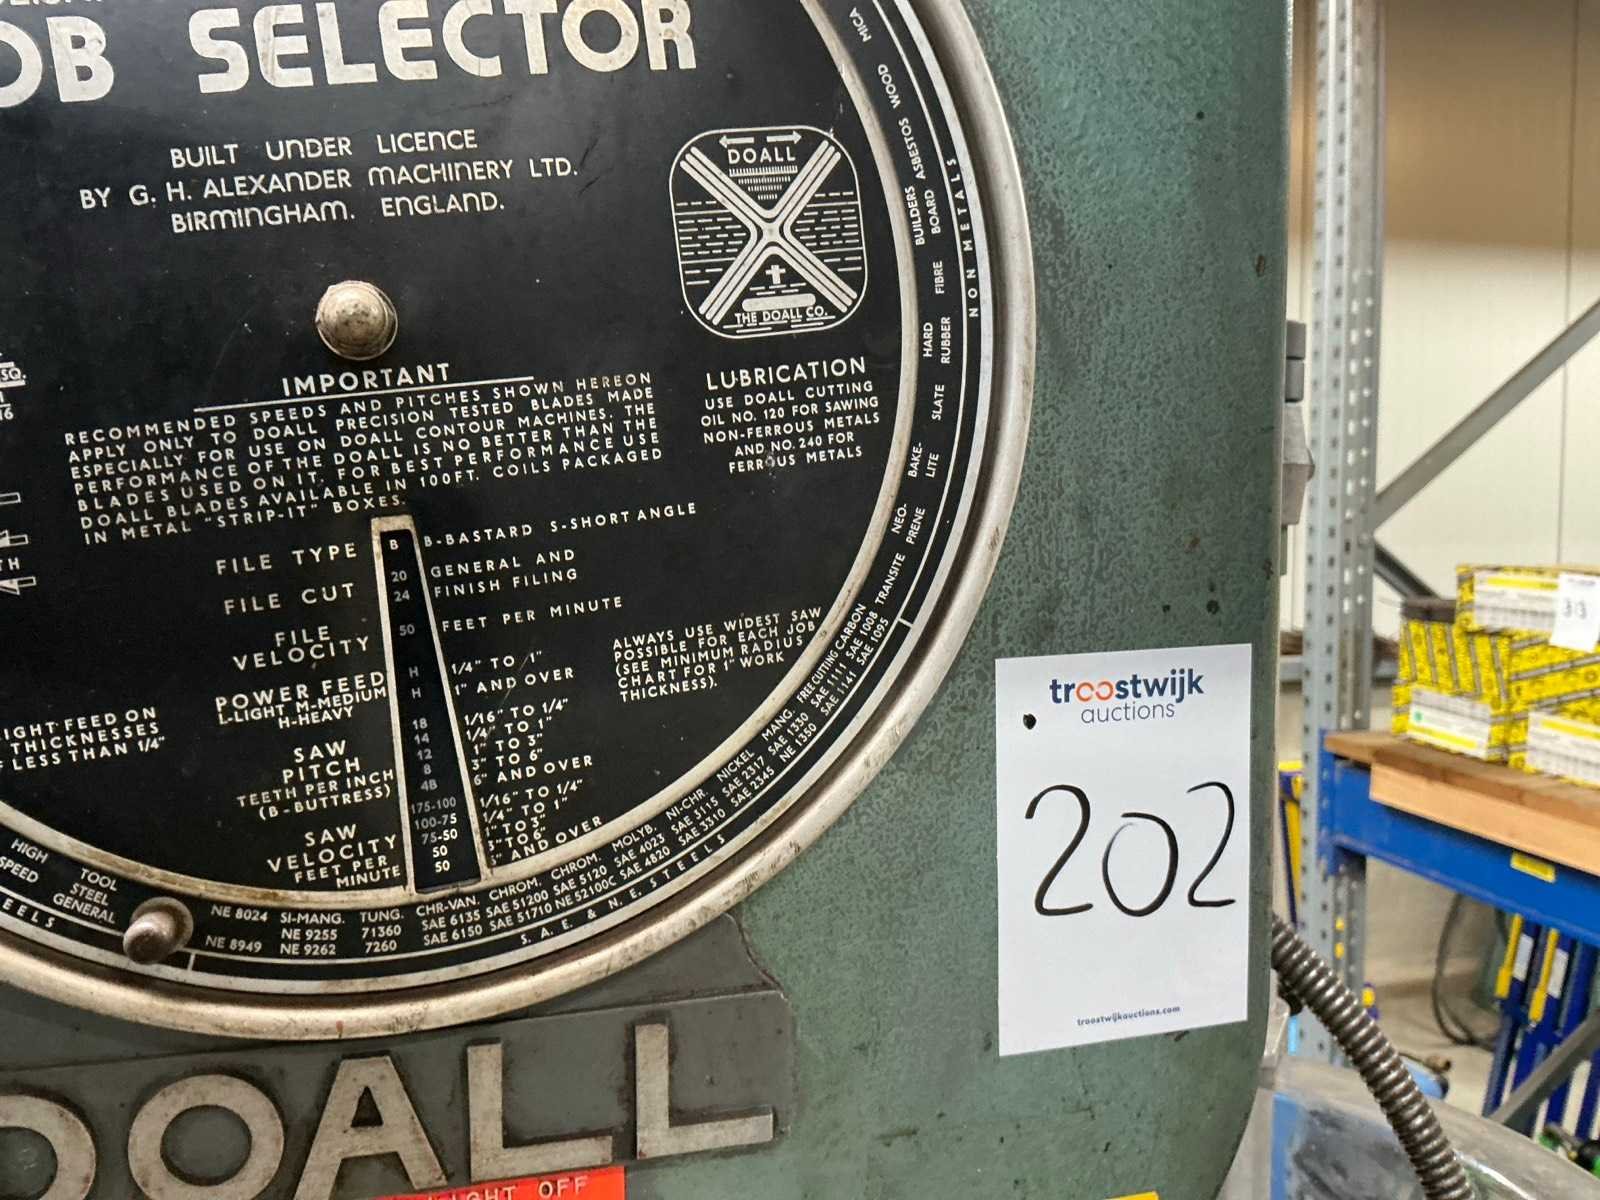 OB SELECTOR
BUILT UNDER LICENCE
BY G. H. ALEXANDER MACHINERY LTD.
BIRMINGHAM. ENGLAND.
DOALL
THE DOALL CO.
IMPORTANT
RECOMMENDED SPEEDS AND PITCHES SHOWN HEREON
APPLY ONLY TO DOALL PRECISION TESTED BLADES MADE
ESPECIALLY FOR USE ON DOALL CONTOUR MACHINES. THE
PERFORMANCE OF THE DOALL IS NO BETTER THAN THE
BLADES USED ON IT. FOR BEST PERFORMANCE USE
DOALL BLADES AVAILABLE IN 100FT. COILS PACKAGED
IN METAL "STRIP-IT" BOXES.
LUBRICATION
USE DOALL CUTTING
OIL NO. 120 FOR SAWING
NON-FERROUS METALS
AND NO. 240 FOR
FERROUS METALS
SQ.
16
TH
FILE TYPE B B-BASTARD S-SHORT ANGLE
FILE CUT 20 GENERAL AND
24 FINISH FILING
FILE
VELOCITY 50 FEET PER MINUTE
POWER FEED H 1/4" TO 1"
L-LIGHT M-MEDIUM H 1" AND OVER
H-HEAVY
ALWAYS USE WIDEST SAW
POSSIBLE FOR EACH JOB
(SEE MINIMUM RADIUS
CHART FOR 1" WORK
THICKNESS).
IGHT FEED ON
THICKNESSES
F LESS THAN 1/4"
SAW
PITCH
TEETH PER INCH
(B-BUTTRESS)
18 1/16" TO 1/4"
14 1/4" TO 1"
12 1" TO 3"
8 3" TO 6"
4B 6" AND OVER
SAW
VELOCITY
FEET PER
MINUTE
175-100 1/16" TO 1/4"
100-75 1/4" TO 1"
75-50 1" TO 3"
50 3" TO 6"
50 AND OVER
MICA
WOOD
ASBESTOS
BUILDERS
BOARD
FIBRE
HARD
RUBBER
SLATE
BAKE-
LITE
NEO-
PRENE
TRANSITE
NON METALS
FREE CUTTING CARBON
SAE 1111 SAE 1008
SAE 1141 SAE 1095
MANG.
SAE 1330
NE 1350
NICKEL
SAE 2317
SAE 2345
NI-CHR.
SAE 3115
SAE 3310
MOLYB.
SAE 4023
SAE 4820
CHROM.
SAE 5120
NE 52100C
CHROM.
SAE 51200
SAE 51710
CHR-VAN.
SAE 6135
SAE 6150
TUNG.
71360
7260
SI-MANG.
NE 9255
NE 9262
NE 8024
NE 8949
S. A. E. & N. E. STEELS
HIGH
SPEED
TOOL
STEEL
GENERAL
EELS
DOALL
OFF
troostwijk
auctions
202
troostwijkauctions.com